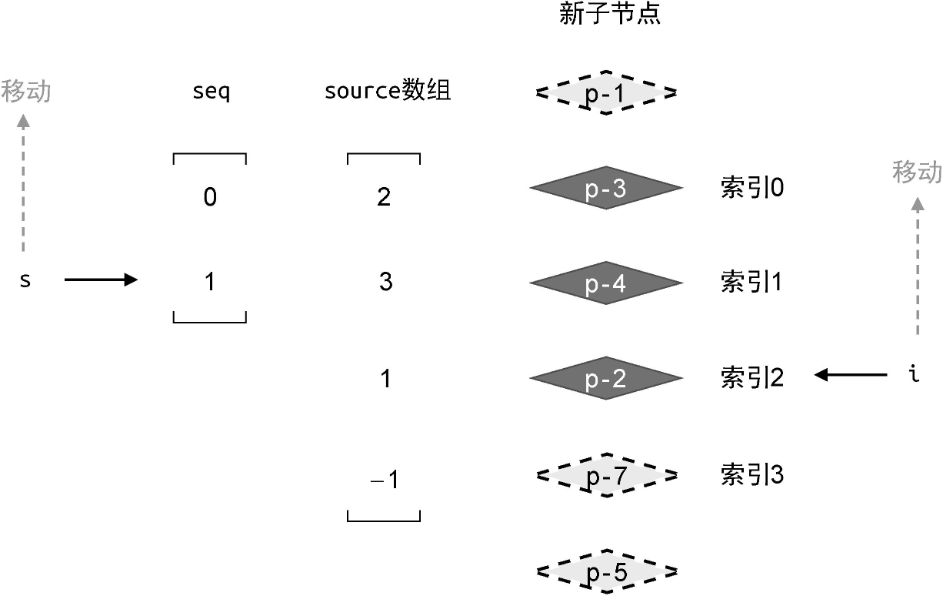 新子节点
移动 seq source数组 p-1
0 2 p-3 索引0 移动
s 1 3 p-4 索引1
1 p-2 索引2 i
−1 p-7 索引3
p-5